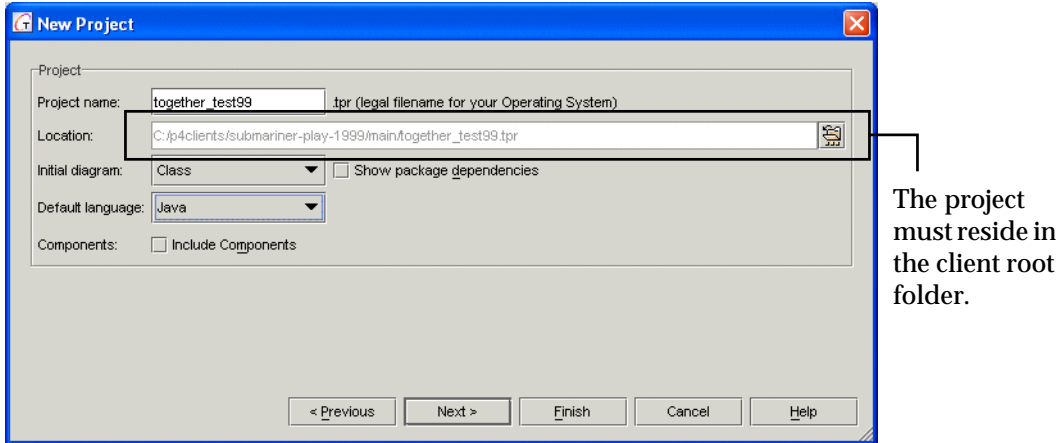 New Project
Project
Project name: together_test99 .tpr (legal filename for your Operating System)
Location: C:/p4clients/submariner-play-1999/main/together_test99.tpr
Initial diagram: Class Show package dependencies
Default language: Java
Components: Include Components
The project
must reside in
the client root
folder.
< Previous Next > Finish Cancel Help